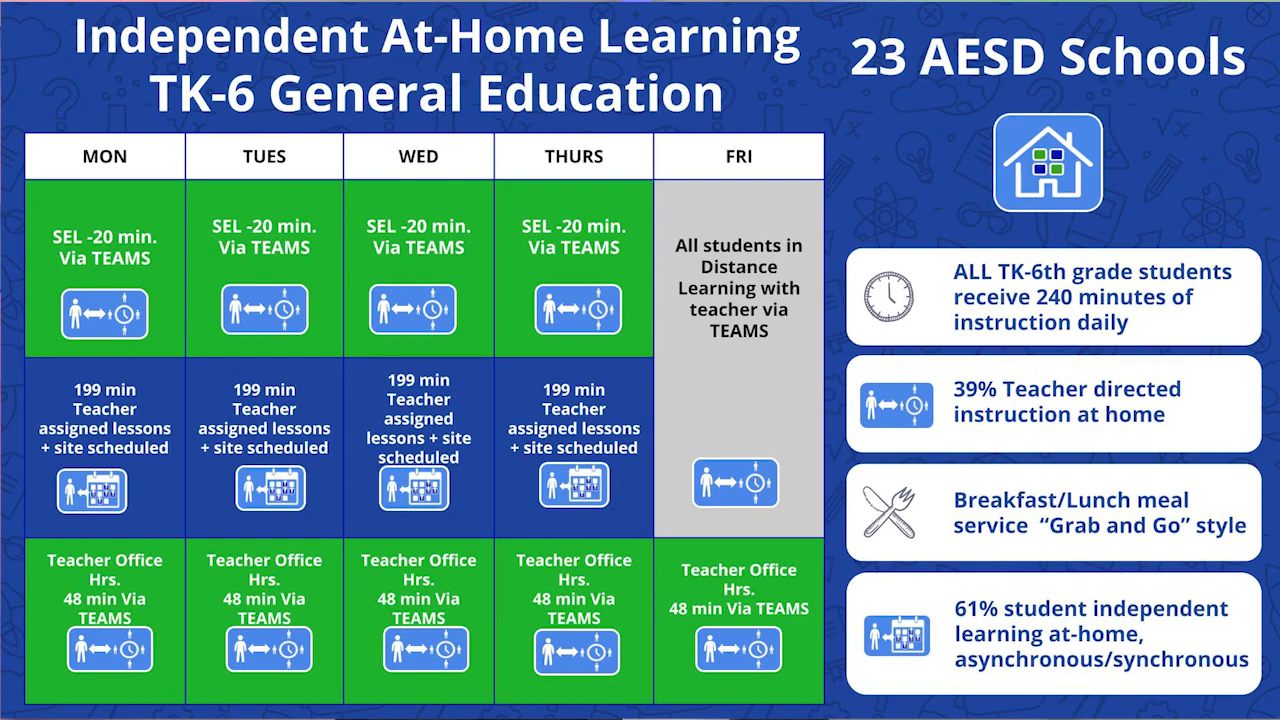 Independent At-Home Learning
TK-6 General Education
23 AESD Schools
MON
TUES
WED
THURS
FRI
SEL -20 min.
Via TEAMS
SEL -20 min.
Via TEAMS
SEL -20 min.
Via TEAMS
SEL -20 min.
Via TEAMS
All students in
Distance
Learning with
teacher via
TEAMS
199 min
Teacher
assigned lessons
+ site scheduled
199 min
Teacher
assigned lessons
+ site scheduled
199 min
Teacher
assigned
lessons + site
scheduled
199 min
Teacher
assigned lessons
+ site scheduled
Teacher Office
Hrs.
48 min Via
TEAMS
Teacher Office
Hrs.
48 min Via
TEAMS
Teacher Office
Hrs.
48 min Via
TEAMS
Teacher Office
Hrs.
48 min Via
TEAMS
Teacher Office
Hrs.
48 min Via TEAMS
ALL TK-6th grade students
receive 240 minutes of
instruction daily
39% Teacher directed
instruction at home
Breakfast/Lunch meal
service “Grab and Go” style
61% student independent
learning at-home,
asynchronous/synchronous